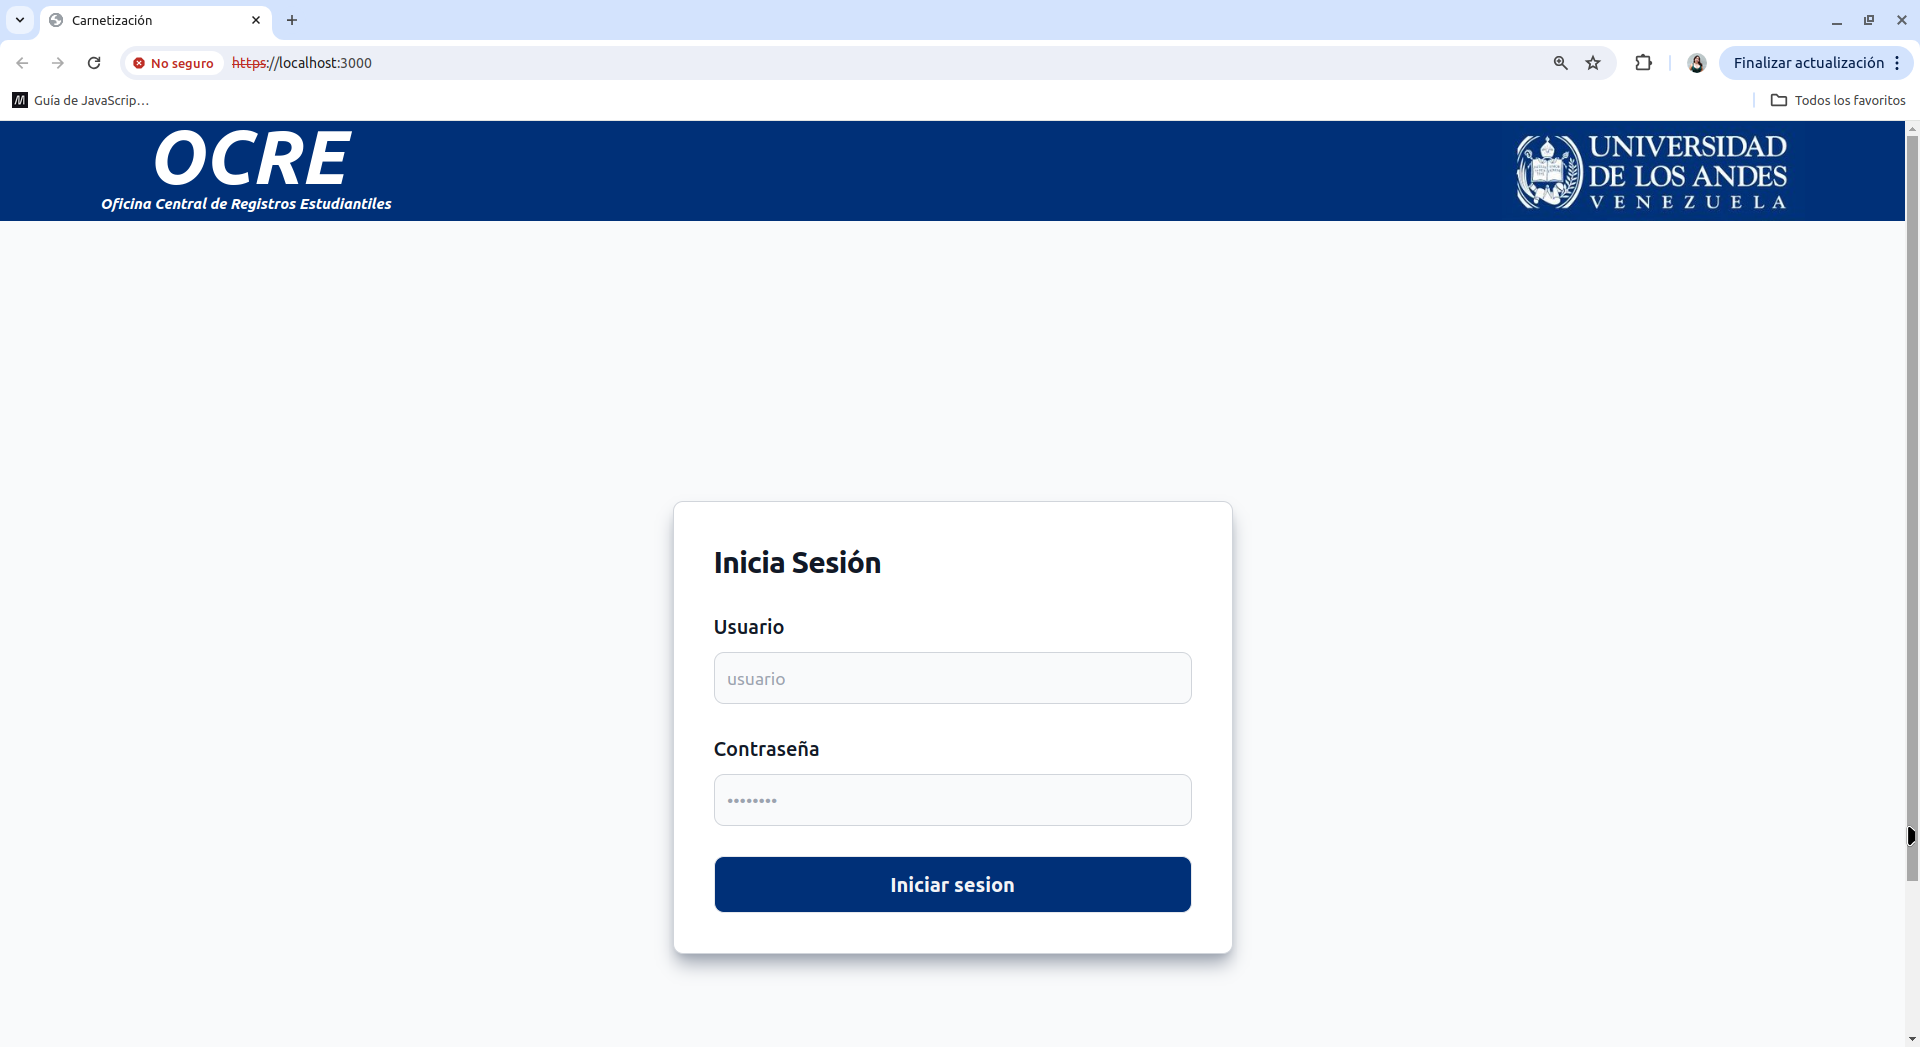 Carnetización
No seguro https://localhost:3000 Finalizar actualización
Guía de JavaScrip… Todos los favoritos
OCRE
Oficina Central de Registros Estudiantiles
UNIVERSIDAD
DE LOS ANDES
VENEZUELA
Inicia Sesión
Usuario
usuario
Contraseña
••••••••
Iniciar sesion